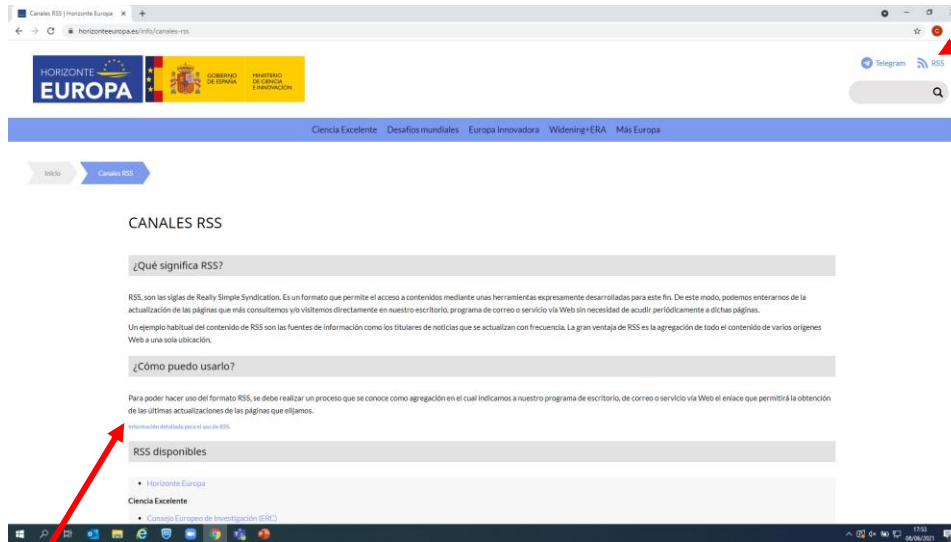 Canales RSS | Horizonte Europa
horizonteeuropa.es/info/canales-rss
HORIZONTE
EUROPA
GOBIERNO
DE ESPAÑA
MINISTERIO
DE CIENCIA
E INNOVACIÓN
Telegram RSS
Ciencia Excelente Desafíos mundiales Europa Innovadora Widening+ERA Más Europa
Inicio Canales RSS
CANALES RSS
¿Qué significa RSS?
RSS, son las siglas de Really Simple Syndication. Es un formato que permite el acceso a contenidos mediante unas herramientas expresamente desarrolladas para este fin. De este modo, podemos enterarnos de la
actualización de las páginas que más consultemos y/o visitemos directamente en nuestro escritorio, programa de correo o servicio vía Web sin necesidad de acudir periódicamente a dichas páginas.
Un ejemplo habitual del contenido de RSS son las fuentes de información como los titulares de noticias que se actualizan con frecuencia. La gran ventaja de RSS es la agregación de todo el contenido de varios orígenes
Web a una sola ubicación.
¿Cómo puedo usarlo?
Para poder hacer uso del formato RSS, se debe realizar un proceso que se conoce como agregación en el cual indicamos a nuestro programa de escritorio, de correo o servicio vía Web el enlace que permitirá la obtención
de las últimas actualizaciones de las páginas que elijamos.
Información detallada para el uso de RSS.
RSS disponibles
• Horizonte Europa
Ciencia Excelente
• Consejo Europeo de Investigación (ERC)
17:53
08/06/2021